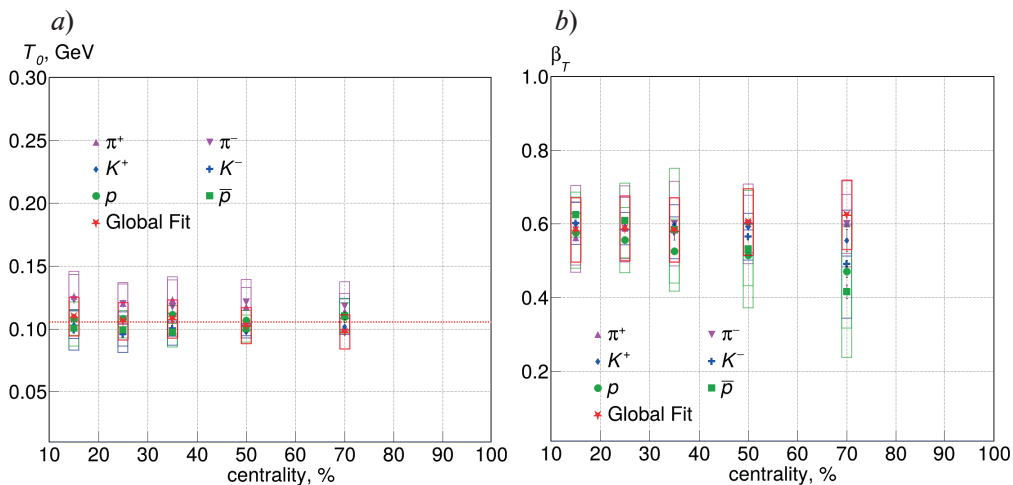 a)
T₀, GeV
0.30
0.25
0.20
0.15
0.10
0.05
π⁺ π⁻
K⁺ K⁻
p p̅
Global Fit
10 20 30 40 50 60 70 80 90 100
centrality, %
b)
β_T
1.0
0.8
0.6
0.4
0.2
π⁺ π⁻
K⁺ K⁻
p p̅
Global Fit
10 20 30 40 50 60 70 80 90 100
centrality, %